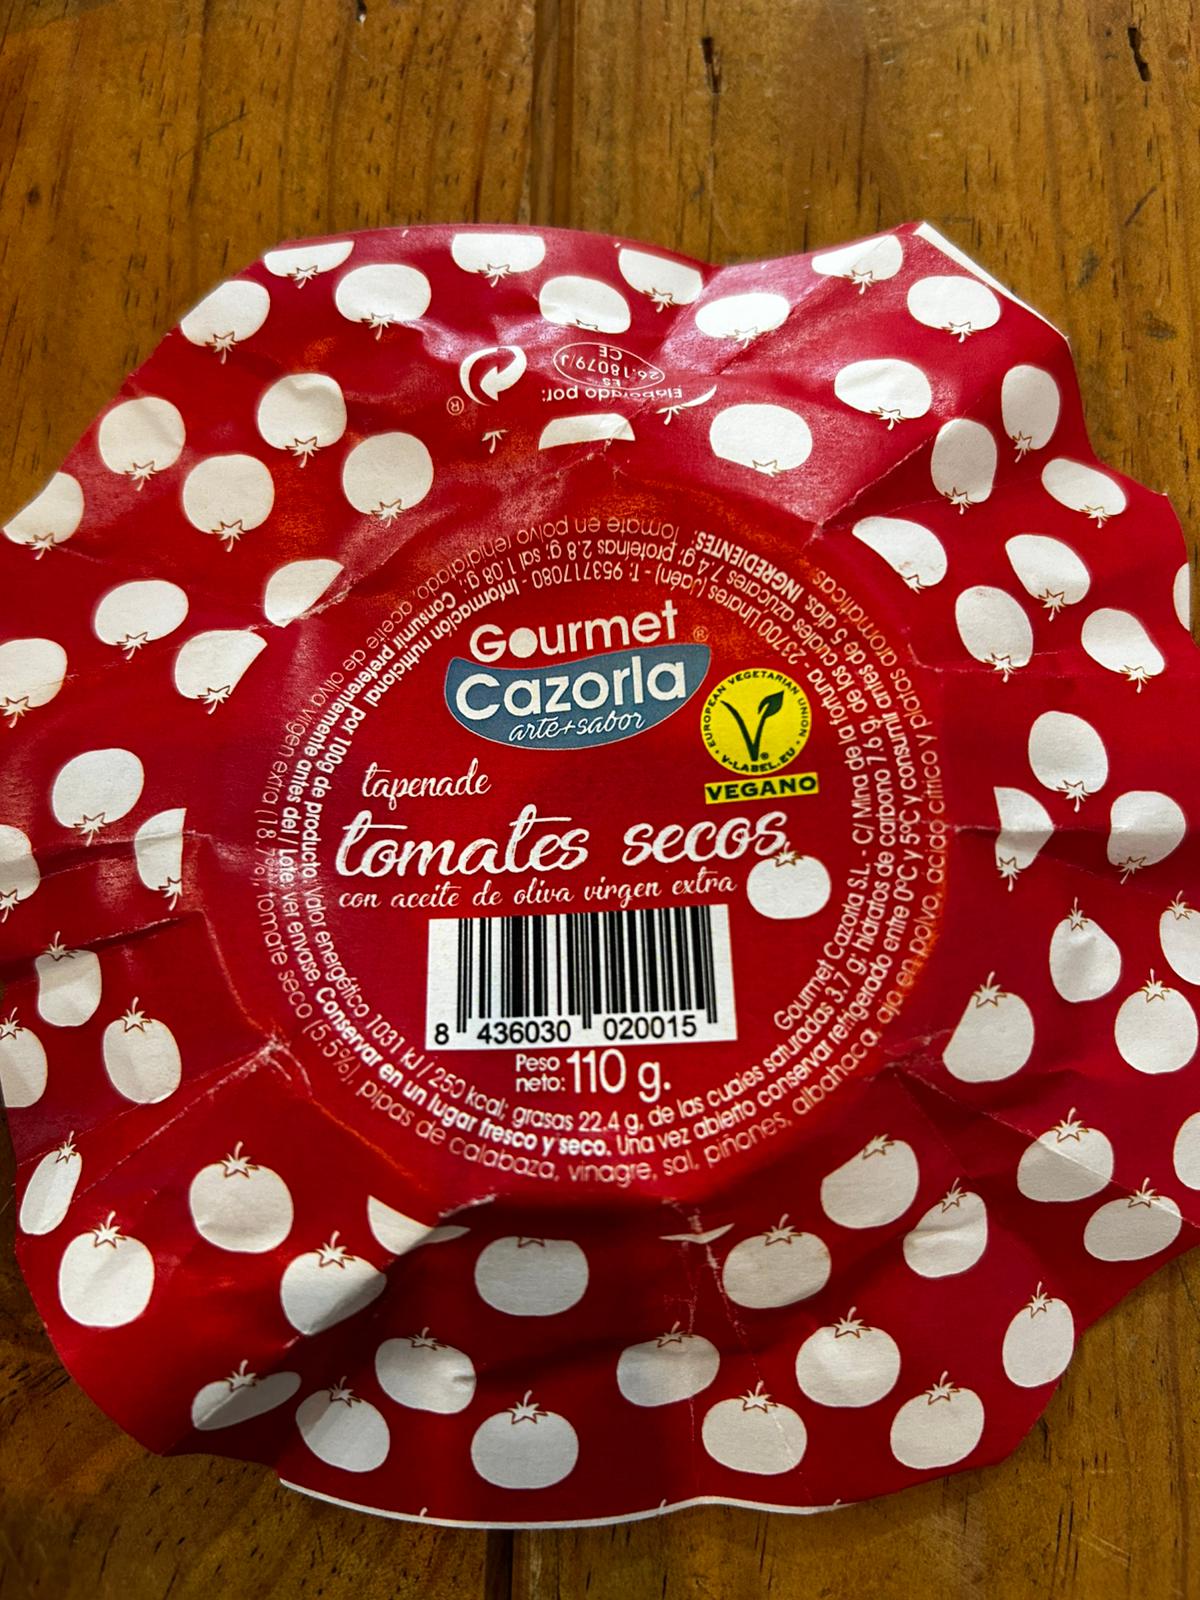 Gourmet
®
Cazorla
arte+sabor
EUROPEAN VEGETARIAN UNION
V-LABEL.EU
VEGANO
tapenade
tomates secos
con aceite de oliva virgen extra
8 436030 020015
Peso
neto: 110 g.
Gourmet Cazorla S.L. - C/ Mina de la fortuna - 23700 Linares (Jaén) - T: 953717080 - Información nutricional por 100g de producto: Valor energético 1031 kJ / 250 kcal; grasas 22.4 g, de las cuales saturadas 3,7 g; hidratos de carbono 7.6 g, de los cuales azúcares 7.4 g; proteínas 2.8 g; sal 1.08 g;
Consumir preferentemente antes del / Lote: ver envase. Conservar en un lugar fresco y seco. Una vez abierto conservar refrigerado entre 0ºC y 5ºC y consumir antes de 5 días.
INGREDIENTES: Tomate en polvo rehidratado, aceite de oliva virgen extra (18.7%), tomate seco (5.5%), pipas de calabaza, vinagre, sal, piñones, albahaca, ajo en polvo, ácido cítrico y plantas aromáticas.
Elaborado por:
ES
26.18079/J
CE
®